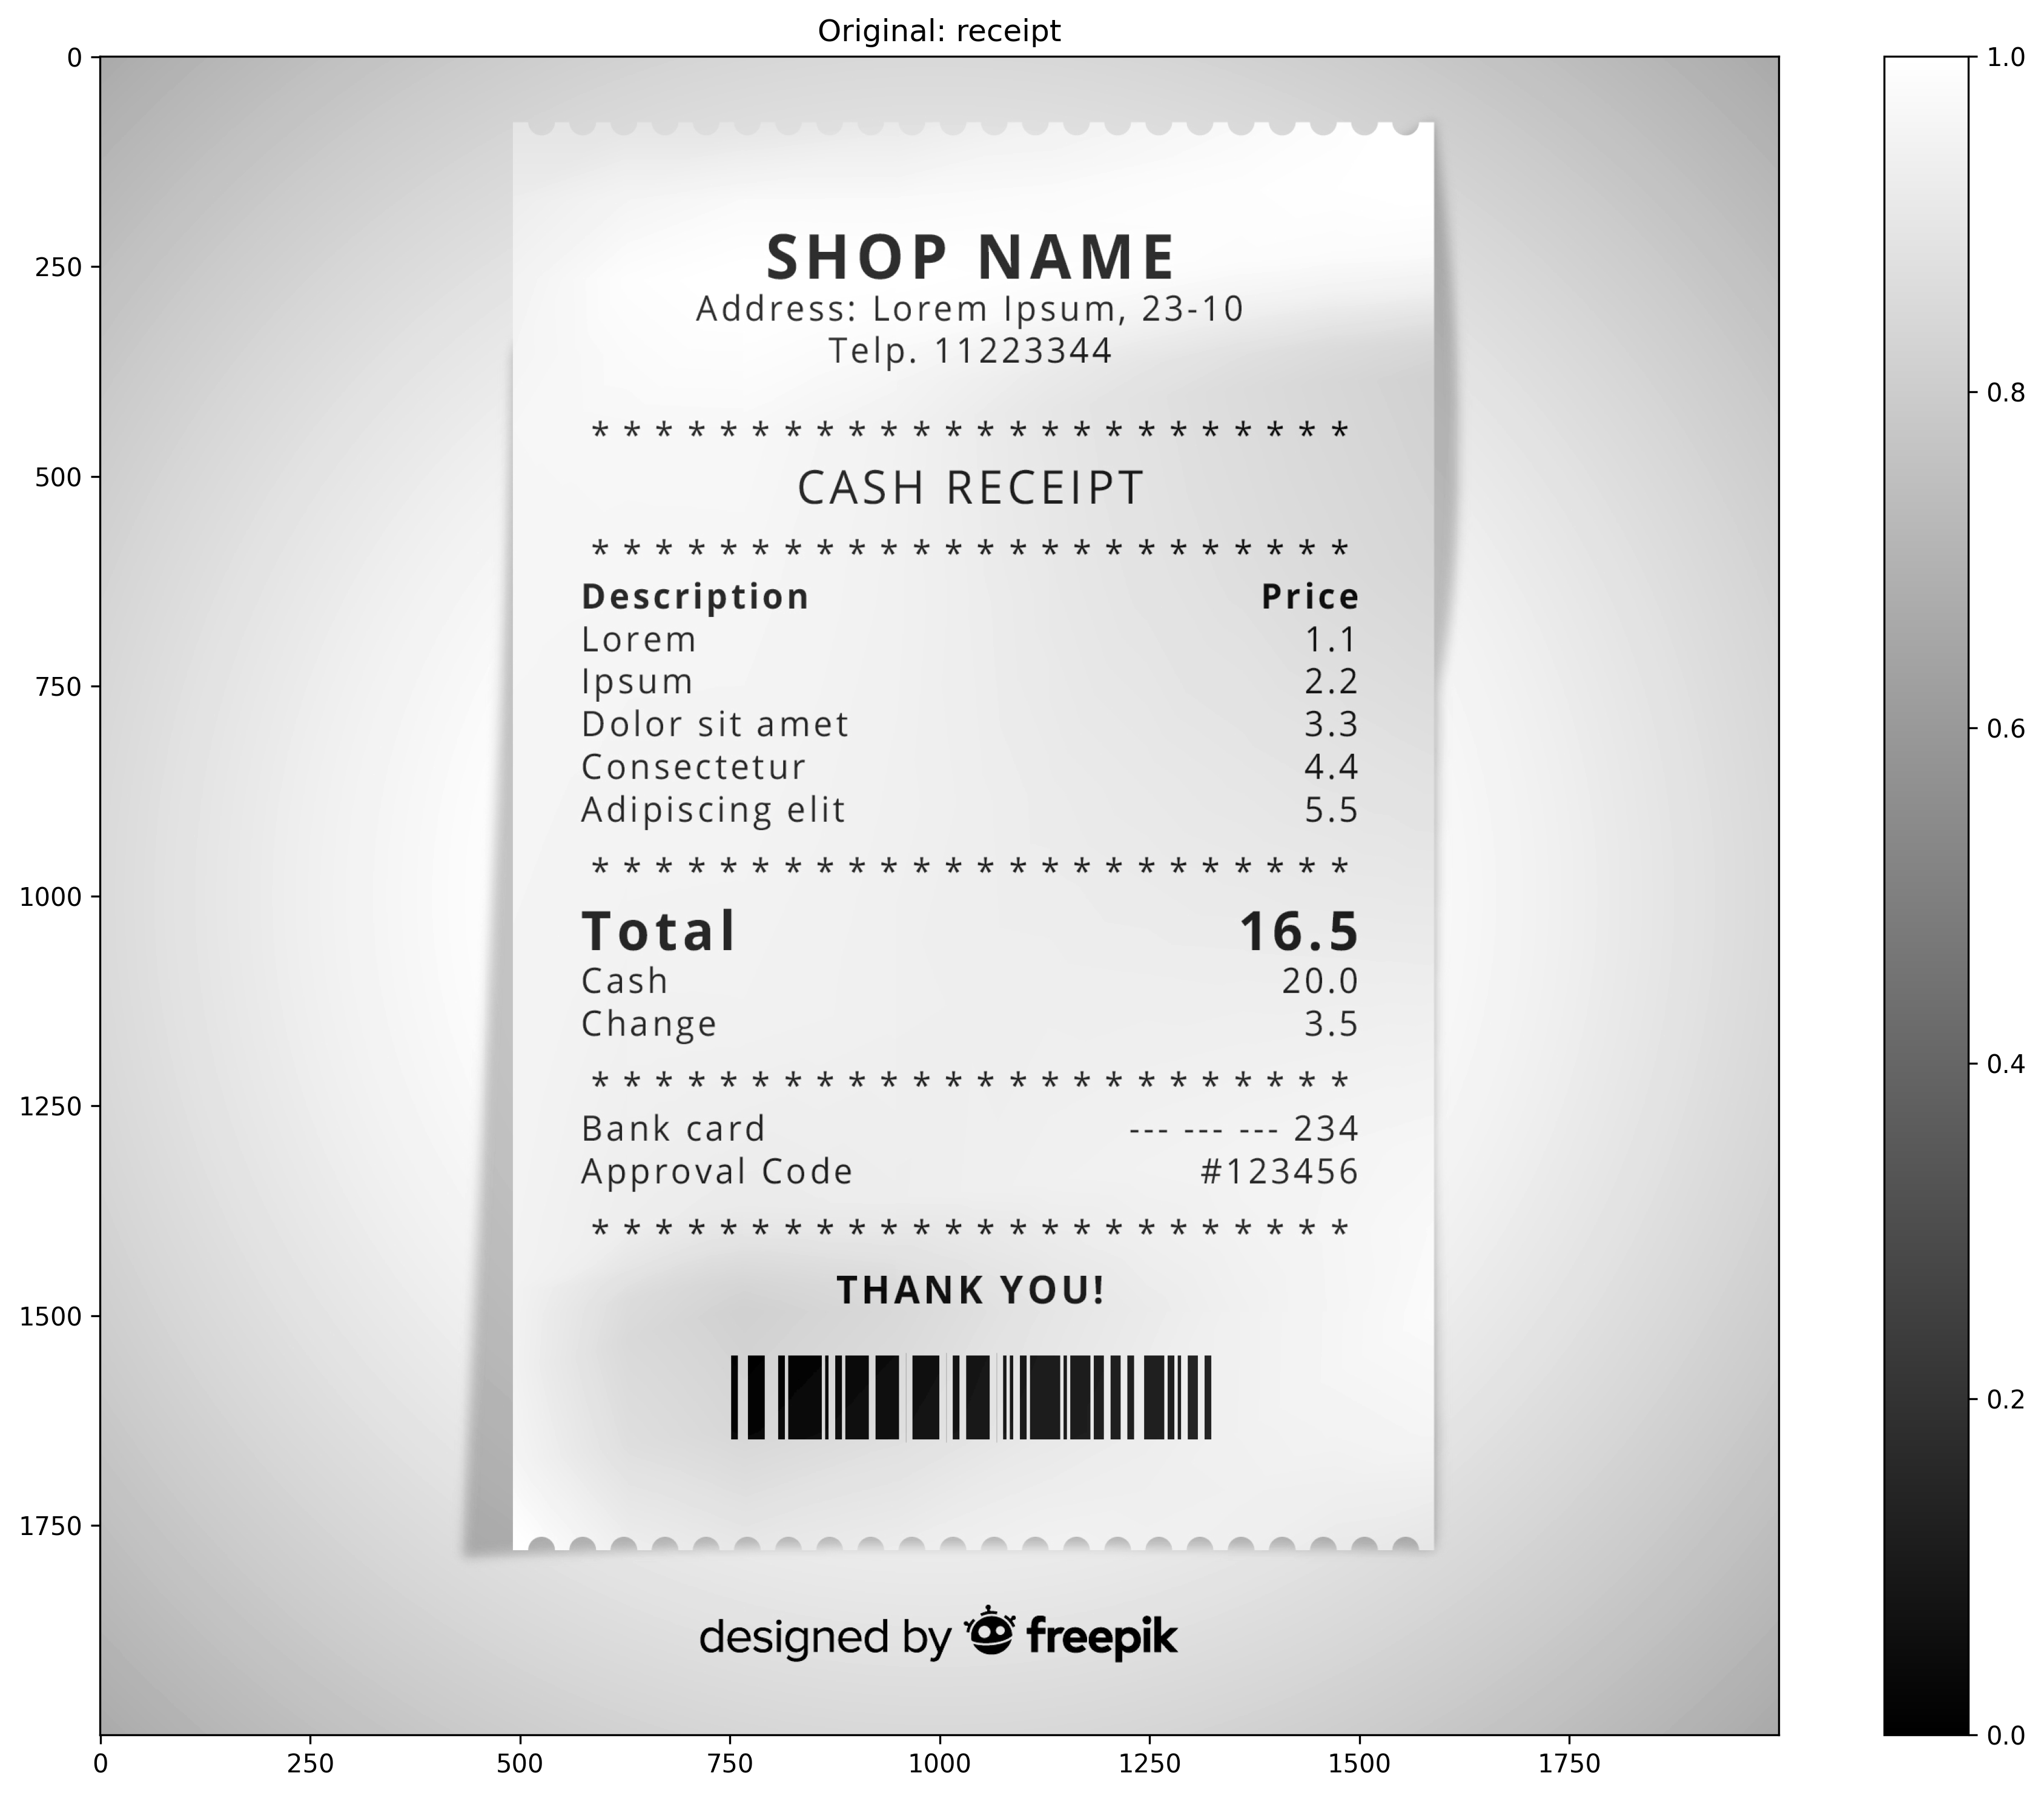 Original: receipt
0
250
500
750
1000
1250
1500
1750
SHOP NAME
Address: Lorem Ipsum, 23-10
Telp. 11223344
* * * * * * * * * * * * * * * * * * * * * * * *
CASH RECEIPT
* * * * * * * * * * * * * * * * * * * * * * * *
Description Price
Lorem 1.1
Ipsum 2.2
Dolor sit amet 3.3
Consectetur 4.4
Adipiscing elit 5.5
* * * * * * * * * * * * * * * * * * * * * * * *
Total 16.5
Cash 20.0
Change 3.5
* * * * * * * * * * * * * * * * * * * * * * * *
Bank card --- --- --- 234
Approval Code #123456
* * * * * * * * * * * * * * * * * * * * * * * *
THANK YOU!
designed by freepik
0 250 500 750 1000 1250 1500 1750
1.0
0.8
0.6
0.4
0.2
0.0